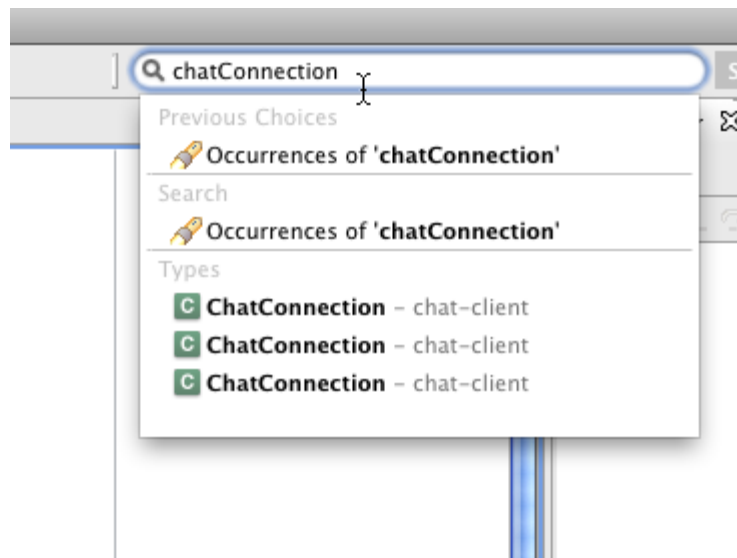 chatConnection
S
Previous Choices
Occurrences of 'chatConnection'
Search
Occurrences of 'chatConnection'
Types
C ChatConnection – chat-client
C ChatConnection – chat-client
C ChatConnection – chat-client